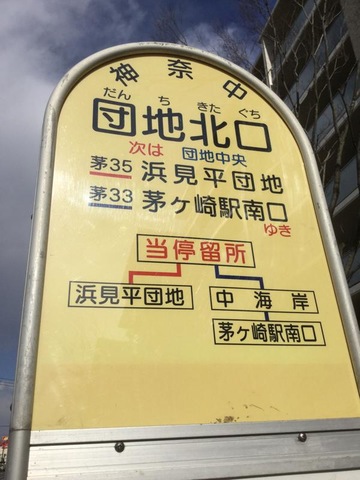 神奈中
だんちきたぐち
団地北口
次は 団地中央
茅35 浜見平団地
茅33 茅ヶ崎駅南口
ゆき
当停留所
浜見平団地 中海岸
茅ヶ崎駅南口